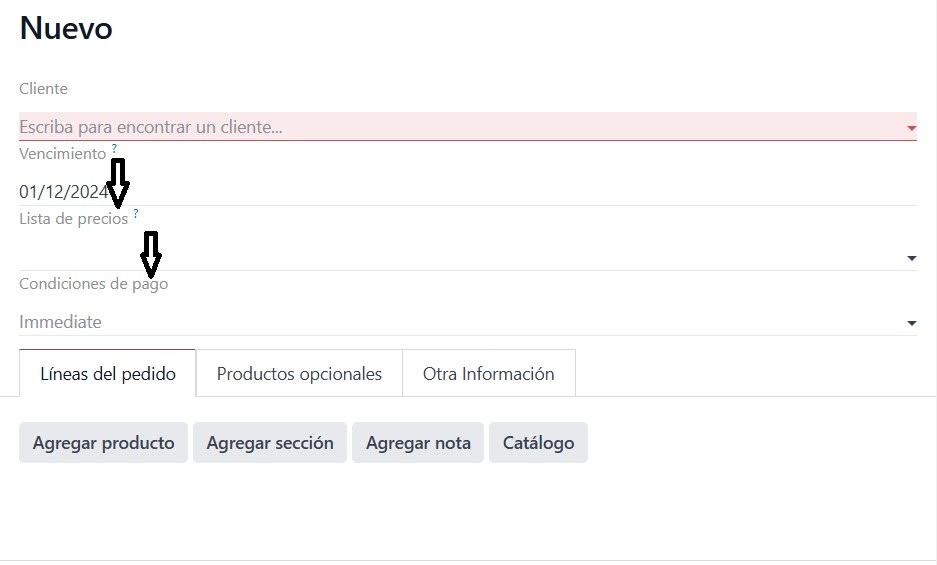 Nuevo
Cliente
Escriba para encontrar un cliente...
Vencimiento ?
01/12/2024
Lista de precios ?
Condiciones de pago
Immediate
Líneas del pedido Productos opcionales Otra Información
Agregar producto Agregar sección Agregar nota Catálogo